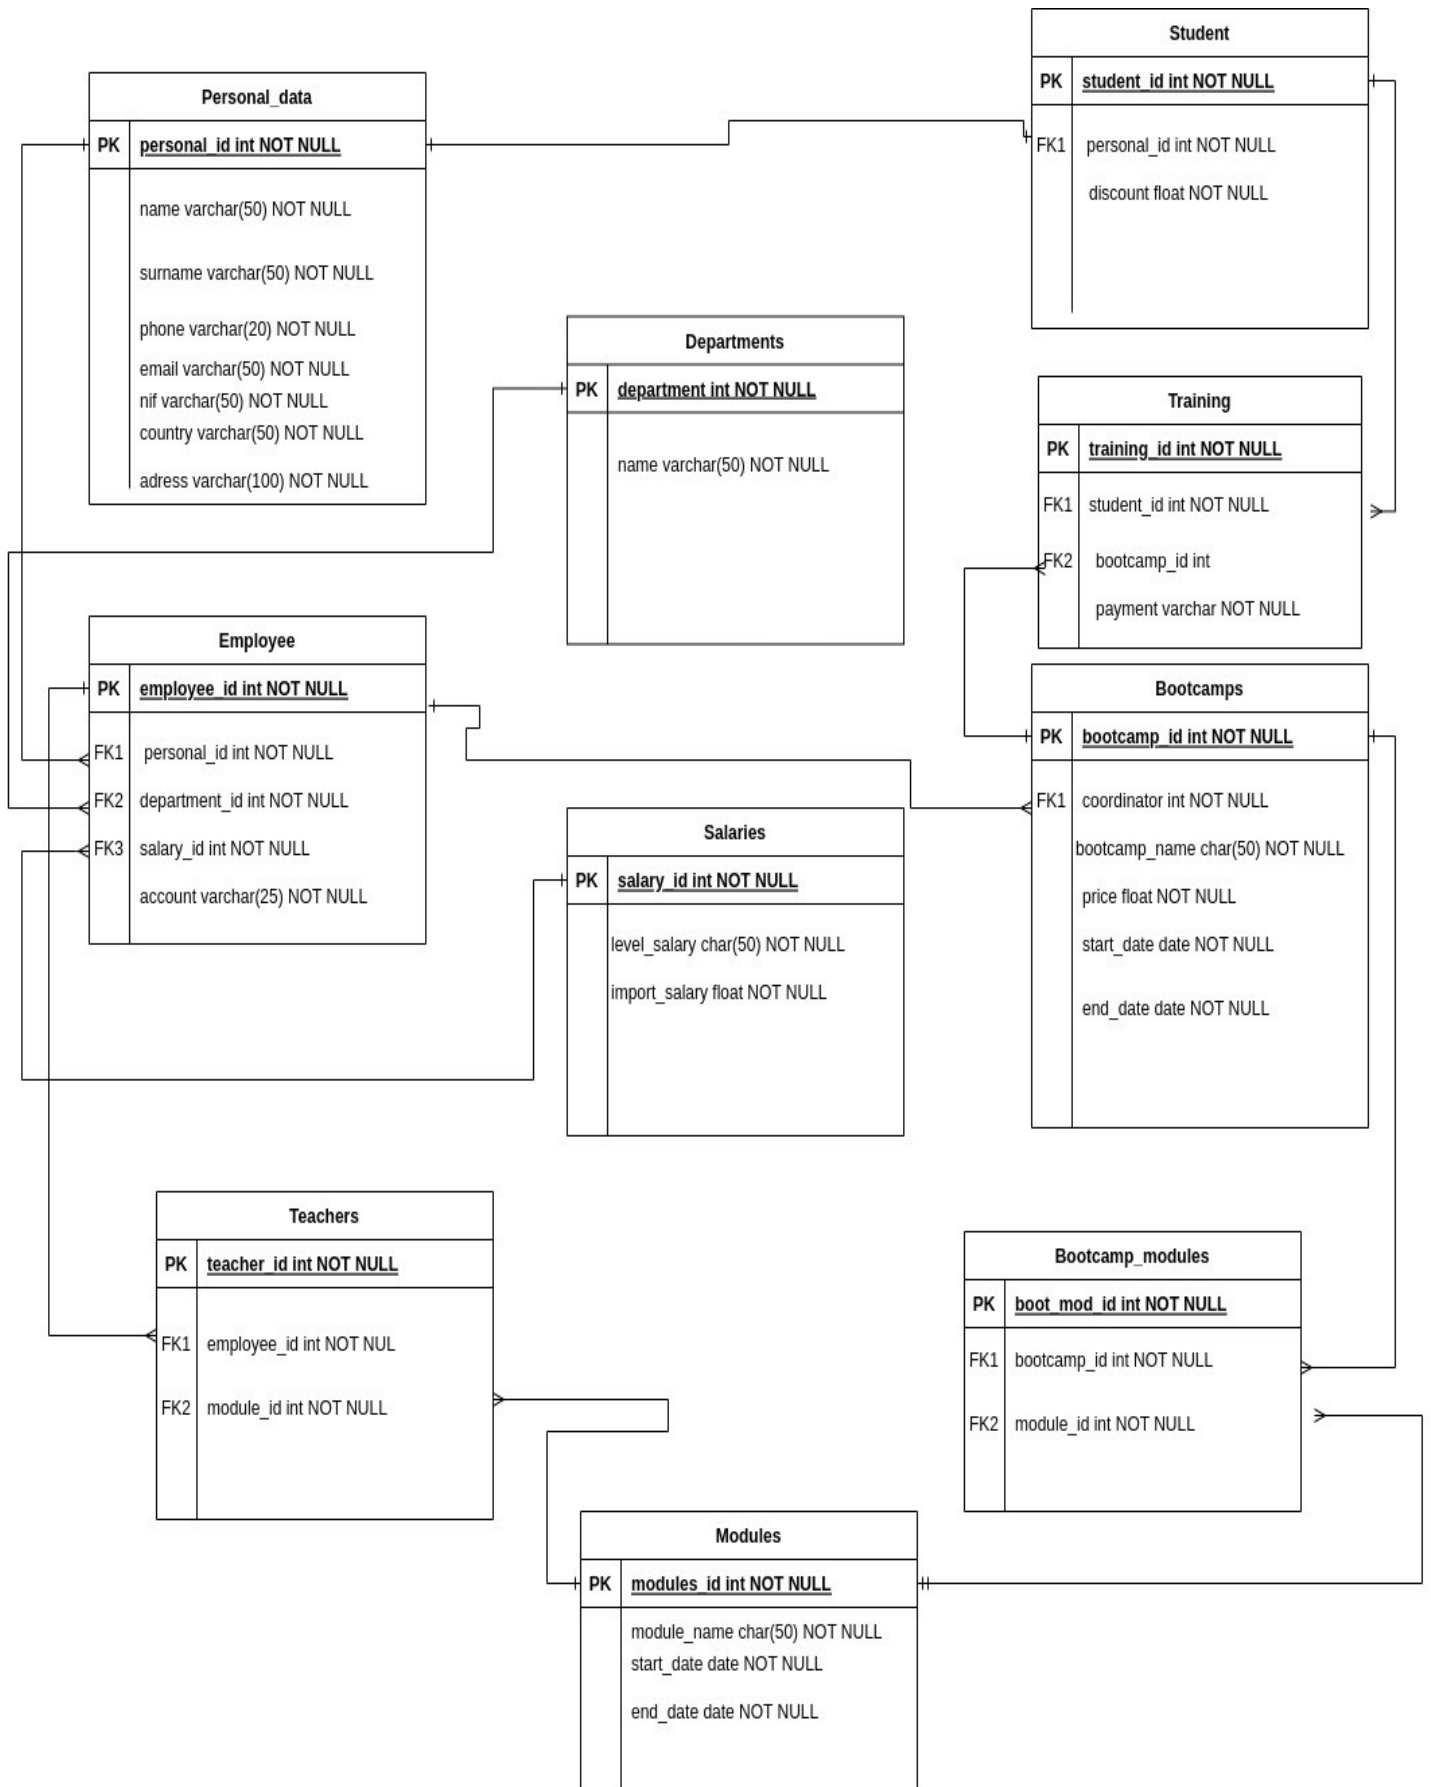 Student
PK student_id int NOT NULL
FK1 personal_id int NOT NULL
discount float NOT NULL
Personal_data
PK personal_id int NOT NULL
name varchar(50) NOT NULL
surname varchar(50) NOT NULL
phone varchar(20) NOT NULL
email varchar(50) NOT NULL
nif varchar(50) NOT NULL
country varchar(50) NOT NULL
adress varchar(100) NOT NULL
Departments
PK department int NOT NULL
name varchar(50) NOT NULL
Training
PK training_id int NOT NULL
FK1 student_id int NOT NULL
FK2 bootcamp_id int
payment varchar NOT NULL
Employee
PK employee_id int NOT NULL
FK1 personal_id int NOT NULL
FK2 department_id int NOT NULL
FK3 salary_id int NOT NULL
account varchar(25) NOT NULL
Bootcamps
PK bootcamp_id int NOT NULL
FK1 coordinator int NOT NULL
bootcamp_name char(50) NOT NULL
price float NOT NULL
start_date date NOT NULL
end_date date NOT NULL
Salaries
PK salary_id int NOT NULL
level_salary char(50) NOT NULL
import_salary float NOT NULL
Teachers
PK teacher_id int NOT NULL
FK1 employee_id int NOT NUL
FK2 module_id int NOT NULL
Bootcamp_modules
PK boot_mod_id int NOT NULL
FK1 bootcamp_id int NOT NULL
FK2 module_id int NOT NULL
Modules
PK modules_id int NOT NULL
module_name char(50) NOT NULL
start_date date NOT NULL
end_date date NOT NULL